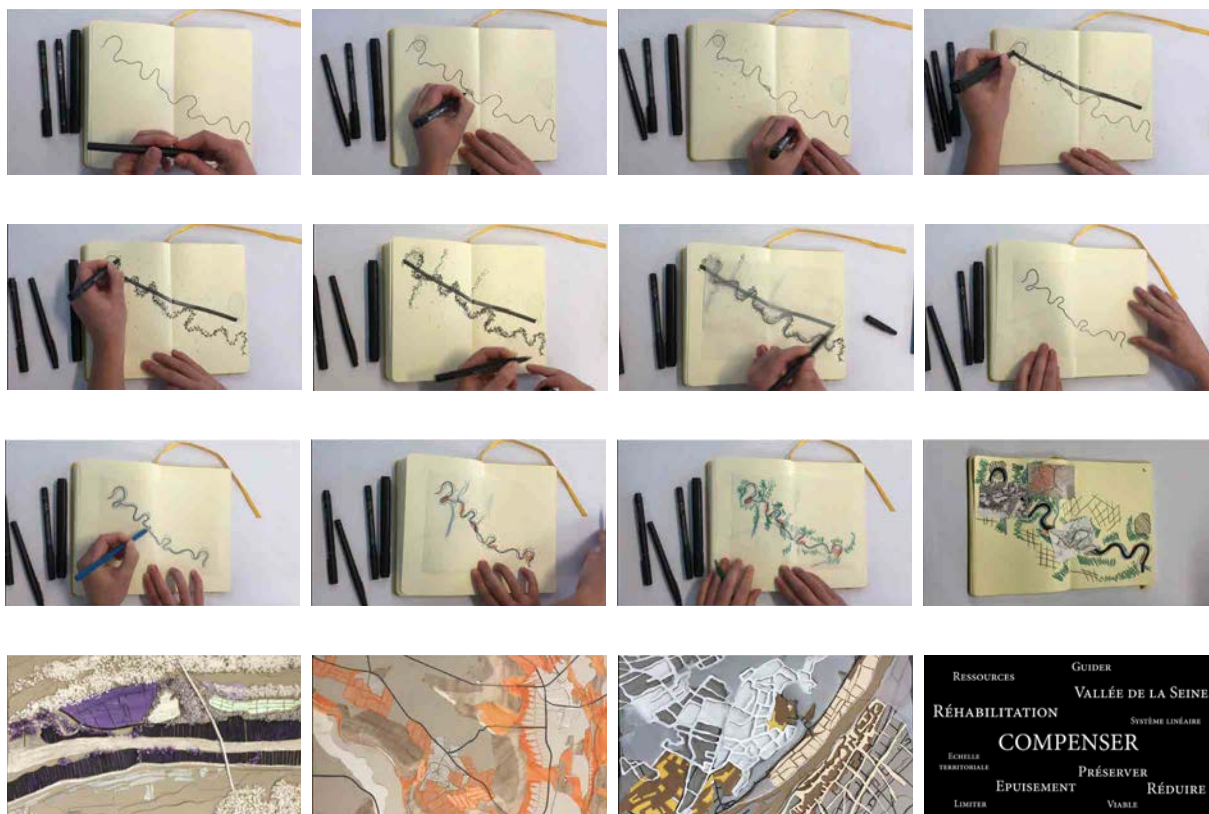 Guider
Ressources
Vallée de la Seine
Réhabilitation
Système linéaire
COMPENSER
Echelle
territoriale
Préserver
Epuisement
Réduire
Limiter
Viable